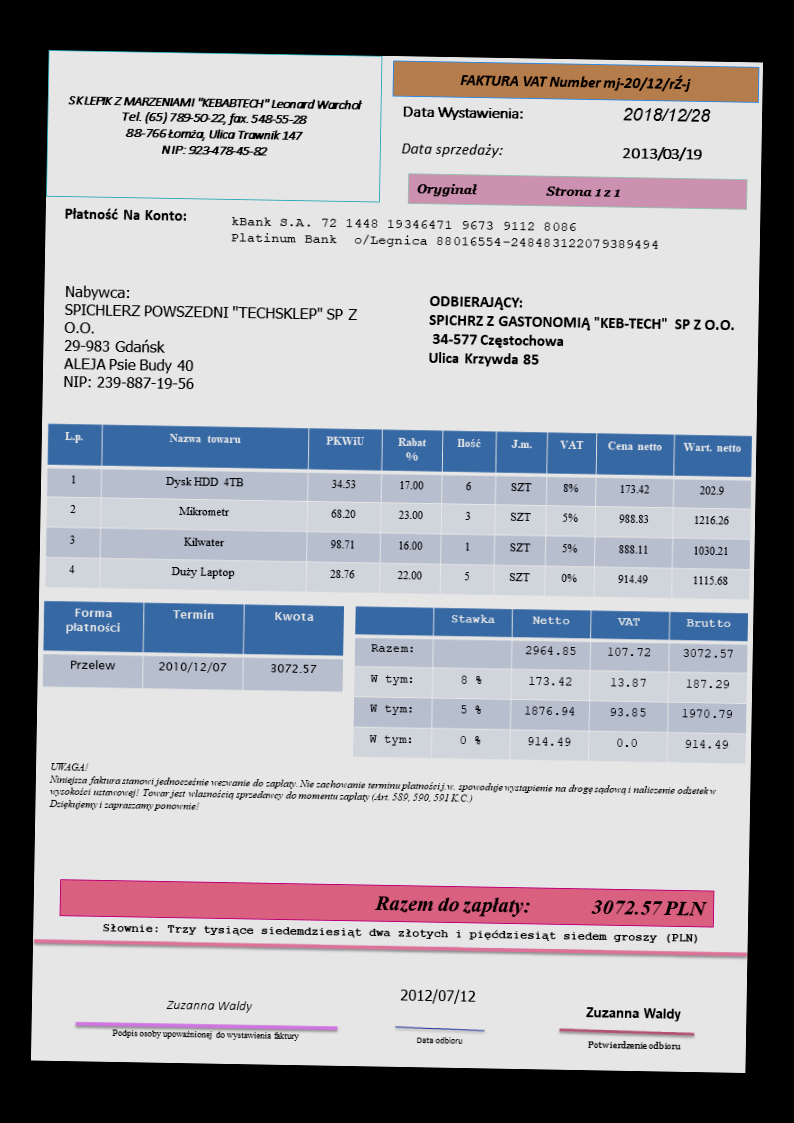 SKLEPIK Z MARZENIAMI "KEBABTECH" Leonard Warchoł
Tel. (65) 789-50-22, fax. 548-55-28
88-766 Łomża, Ulica Trawnik 147
NIP: 923-478-45-82
FAKTURA VAT Number mj-20/12/rŹ-j
Data Wystawienia: 2018/12/28
Data sprzedaży: 2013/03/19
Oryginał Strona 1 z 1
Płatność Na Konto:
kBank S.A. 72 1448 19346471 9673 9112 8086
Platinum Bank o/Legnica 88016554-248483122079389494
Nabywca:
SPICHLERZ POWSZEDNI "TECHSKLEP" SP Z
O.O.
29-983 Gdańsk
ALEJA Psie Budy 40
NIP: 239-887-19-56
ODBIERAJĄCY:
SPICHRZ Z GASTONOMIĄ "KEB-TECH" SP Z O.O.
34-577 Częstochowa
Ulica Krzywda 85
L.p. Nazwa towaru PKWiU Rabat % Ilość J.m. VAT Cena netto Wart. netto
1 Dysk HDD 4TB 34.53 17.00 6 SZT 8% 173.42 202.9
2 Mikrometr 68.20 23.00 3 SZT 5% 988.83 1216.26
3 Kilwater 98.71 16.00 1 SZT 5% 888.11 1030.21
4 Duży Laptop 28.76 22.00 5 SZT 0% 914.49 1115.68
Forma płatności Termin Kwota
Przelew 2010/12/07 3072.57
Stawka Netto VAT Brutto
Razem: 2964.85 107.72 3072.57
W tym: 8 % 173.42 13.87 187.29
W tym: 5 % 1876.94 93.85 1970.79
W tym: 0 % 914.49 0.0 914.49
UWAGA!
Niniejsza faktura stanowi jednocześnie wezwanie do zapłaty. Nie zachowanie terminu płatności j.w. spowoduje wystąpienie na drogę sądową i naliczenie odsetek w
wysokości ustawowej! Towar jest własnością sprzedawcy do momentu zapłaty (Art. 589, 590, 591 K.C.)
Dziękujemy i zapraszamy ponownie!
Razem do zapłaty: 3072.57 PLN
Słownie: Trzy tysiące siedemdziesiąt dwa złotych i pięćdziesiąt siedem groszy (PLN)
Zuzanna Waldy
Podpis osoby upoważnionej do wystawienia faktury
2012/07/12
Data odbioru
Zuzanna Waldy
Potwierdzenie odbioru